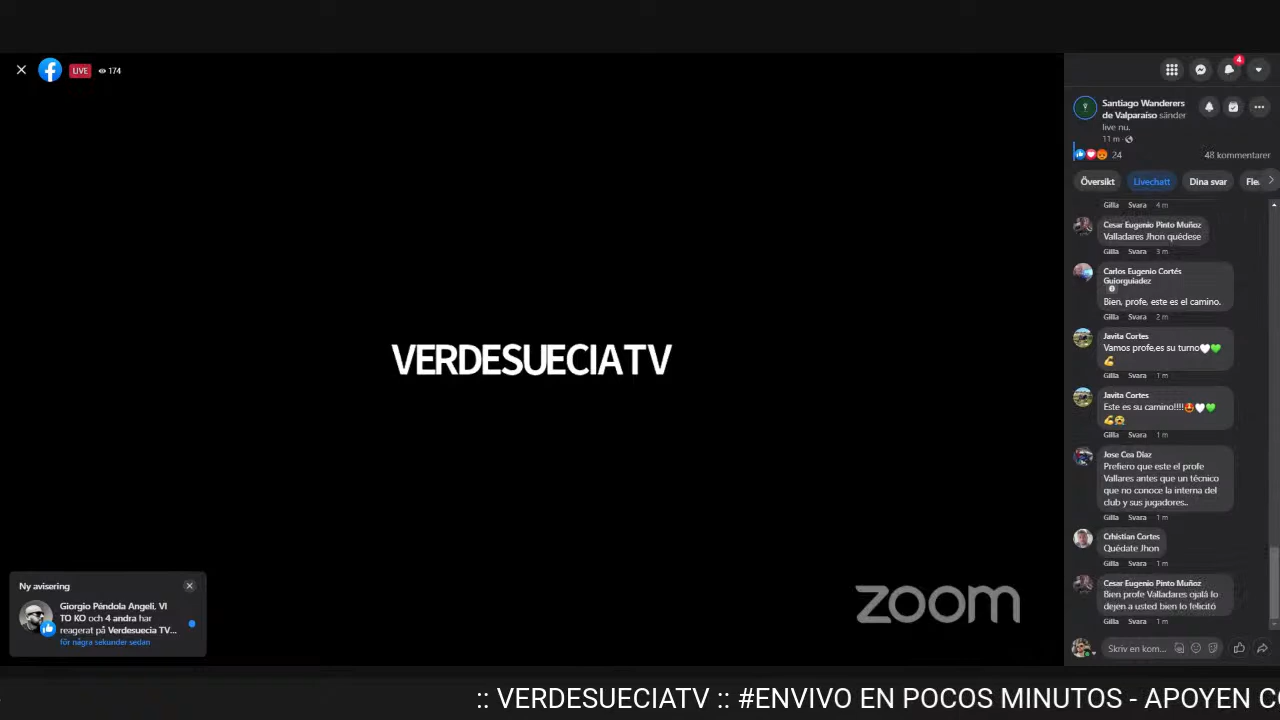 LIVE 174
4
Santiago Wanderers
de Valparaíso sänder
live nu.
11 m
24
48 kommentarer
Översikt Livechatt Dina svar Fle
Gilla Svara 4 m
Cesar Eugenio Pinto Muñoz
Valladares Jhon quédese
Gilla Svara 3 m
Carlos Eugenio Cortés
Guiorguiadez
Bien, profe, este es el camino.
Gilla Svara 2 m
Javita Cortes
Vamos profe,es su turno🤍💚
💪
Gilla Svara 1 m
Javita Cortes
Este es su camino!!!!🤩🤍💚
💪😭
Gilla Svara 1 m
Jose Cea Diaz
Prefiero que este el profe
Vallares antes que un técnico
que no conoce la interna del
club y sus jugadores..
Gilla Svara 1 m
Crhistian Cortes
Quédate Jhon
Gilla Svara 1 m
Cesar Eugenio Pinto Muñoz
Bien profe Valladares ojalá lo
dejen a usted bien lo felicitó
Gilla Svara 1 m
Skriv en kom...
VERDESUECIATV
zoom
Ny avisering
Giorgio Péndola Angeli, VI
TO KO och 4 andra har
reagerat på Verdesuecia TV...
för några sekunder sedan
:: VERDESUECIATV :: #ENVIVO EN POCOS MINUTOS - APOYEN C